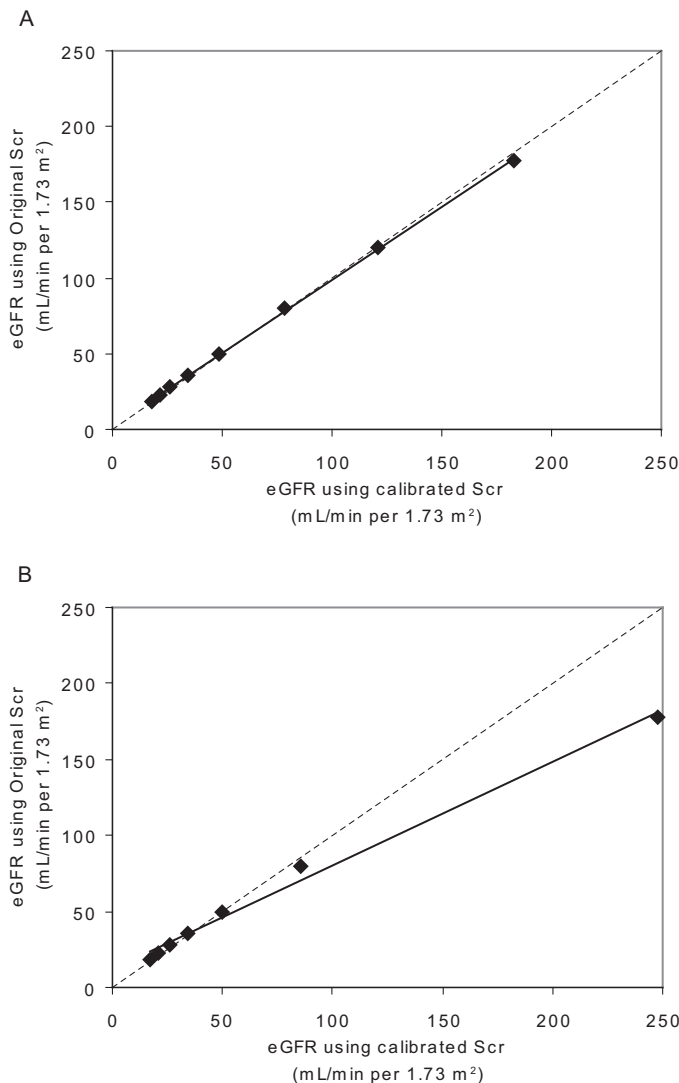 A
250
200
150
100
50
0
eGFR using Original Scr
(mL/min per 1.73 m²)
0 50 100 150 200 250
eGFR using calibrated Scr
(mL/min per 1.73 m²)
B
250
200
150
100
50
0
eGFR using Original Scr
(mL/min per 1.73 m²)
0 50 100 150 200 250
eGFR using calibrated Scr
(mL/min per 1.73 m²)